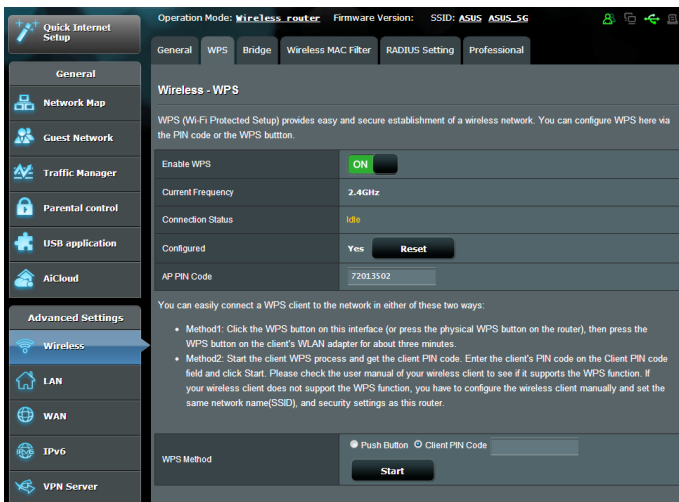 Operation Mode: Wireless router Firmware Version: SSID: ASUS ASUS_5G
Quick Internet
Setup
General WPS Bridge Wireless MAC Filter RADIUS Setting Professional
General
Network Map
Guest Network
Traffic Manager
Parental control
USB application
AiCloud
Advanced Settings
Wireless
LAN
WAN
IPv6
VPN Server
Wireless - WPS
WPS (Wi-Fi Protected Setup) provides easy and secure establishment of a wireless network. You can configure WPS here via
the PIN code or the WPS buttton.
Enable WPS ON
Current Frequency 2.4GHz
Connection Status Idle
Configured Yes Reset
AP PIN Code 72013502
You can easily connect a WPS client to the network in either of these two ways:
• Method1: Click the WPS button on this interface (or press the physical WPS button on the router), then press the
WPS button on the client's WLAN adapter for about three minutes.
• Method2: Start the client WPS process and get the client PIN code. Enter the client's PIN code on the Client PIN code
field and click Start. Please check the user manual of your wireless client to see if it supports the WPS function. If
your wireless client does not support the WPS function, you have to configure the wireless client manually and set the
same network name(SSID), and security settings as this router.
WPS Method Push Button Client PIN Code
Start